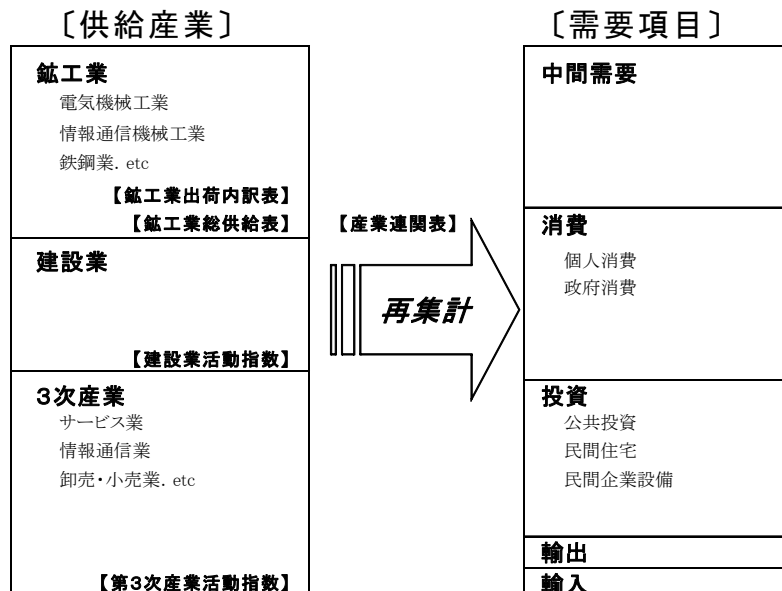 〔供給産業〕
鉱工業
電気機械工業
情報通信機械工業
鉄鋼業. etc
【鉱工業出荷内訳表】
【鉱工業総供給表】
建設業
【建設業活動指数】
3次産業
サービス業
情報通信業
卸売・小売業. etc
【第3次産業活動指数】
【産業連関表】
再集計
〔需要項目〕
中間需要
消費
個人消費
政府消費
投資
公共投資
民間住宅
民間企業設備
輸出
輸入